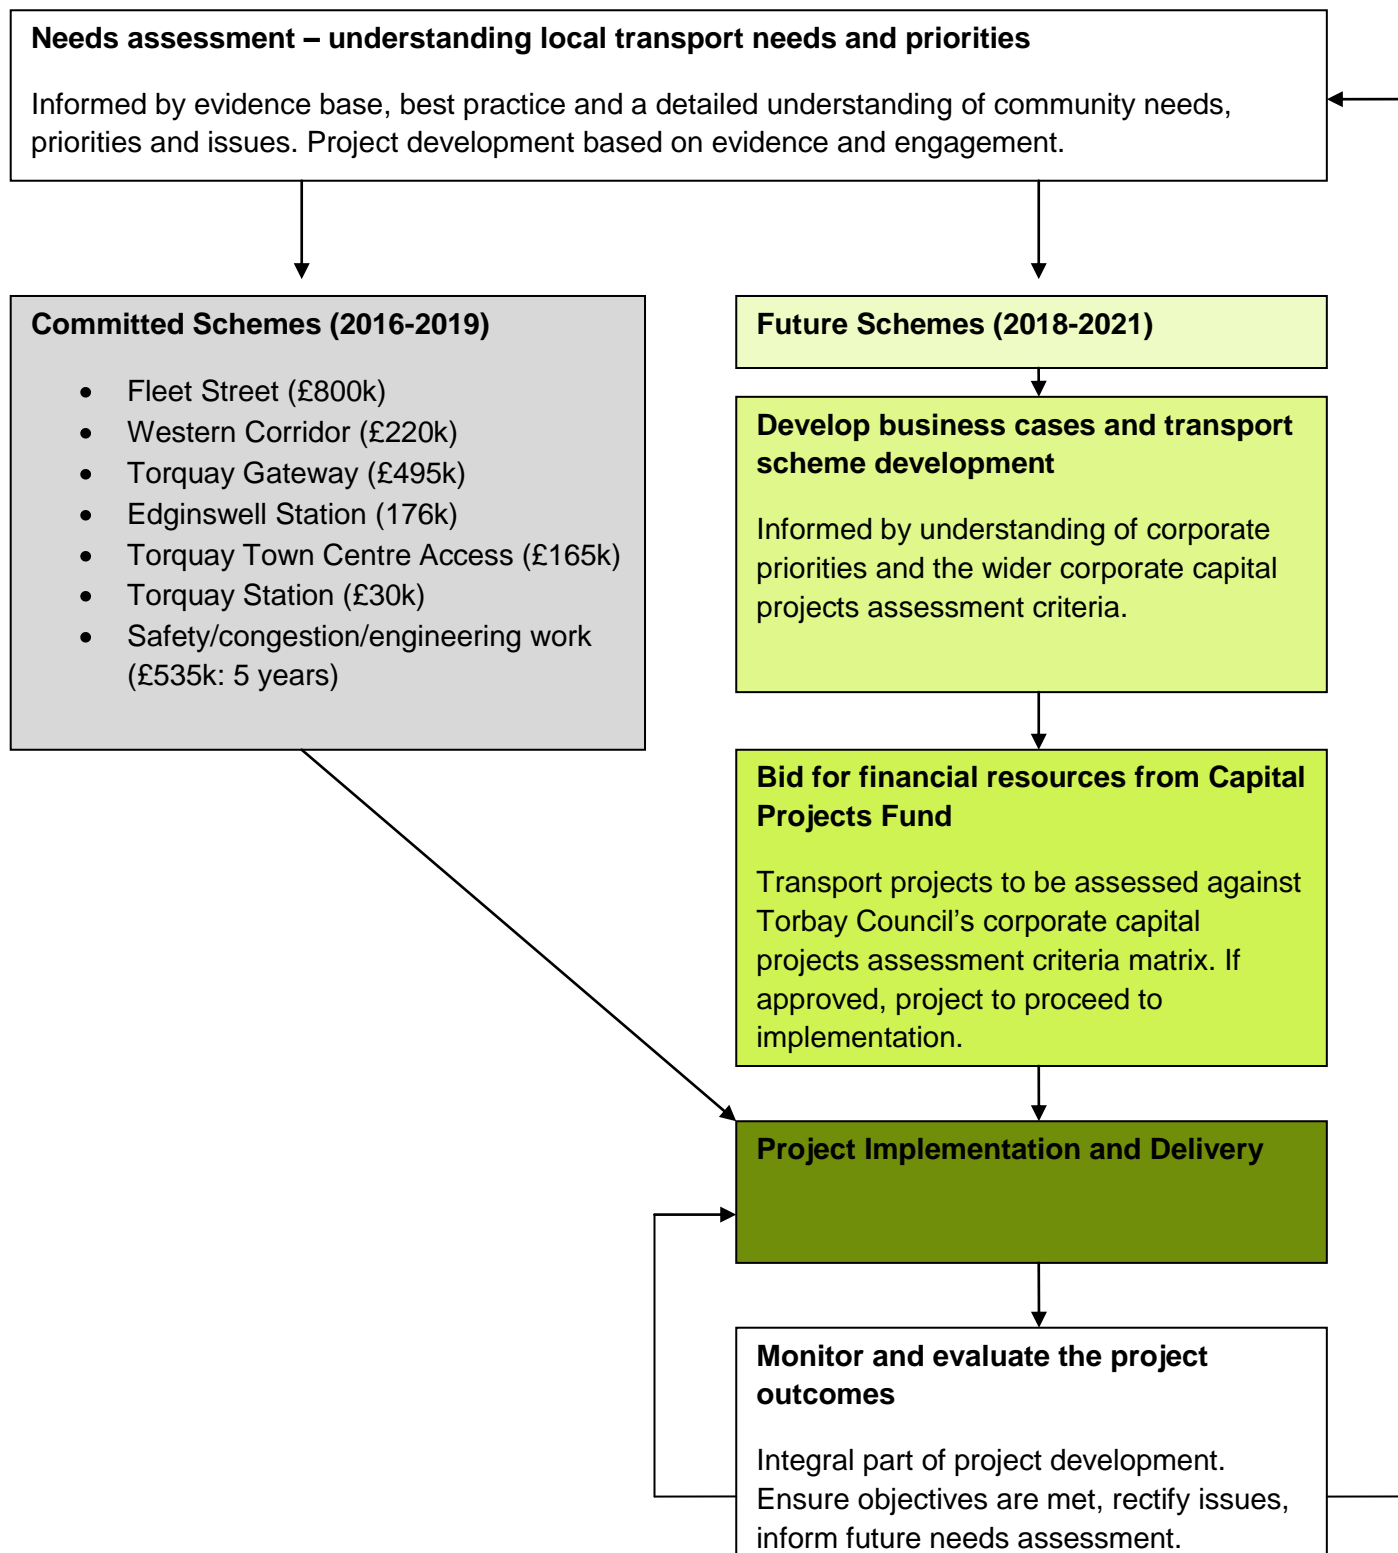 Needs assessment – understanding local transport needs and priorities
Informed by evidence base, best practice and a detailed understanding of community needs,
priorities and issues. Project development based on evidence and engagement.
Committed Schemes (2016-2019)
• Fleet Street (£800k)
• Western Corridor (£220k)
• Torquay Gateway (£495k)
• Edginswell Station (176k)
• Torquay Town Centre Access (£165k)
• Torquay Station (£30k)
• Safety/congestion/engineering work
(£535k: 5 years)
Future Schemes (2018-2021)
Develop business cases and transport
scheme development
Informed by understanding of corporate
priorities and the wider corporate capital
projects assessment criteria.
Bid for financial resources from Capital
Projects Fund
Transport projects to be assessed against
Torbay Council’s corporate capital
projects assessment criteria matrix. If
approved, project to proceed to
implementation.
Project Implementation and Delivery
Monitor and evaluate the project
outcomes
Integral part of project development.
Ensure objectives are met, rectify issues,
inform future needs assessment.